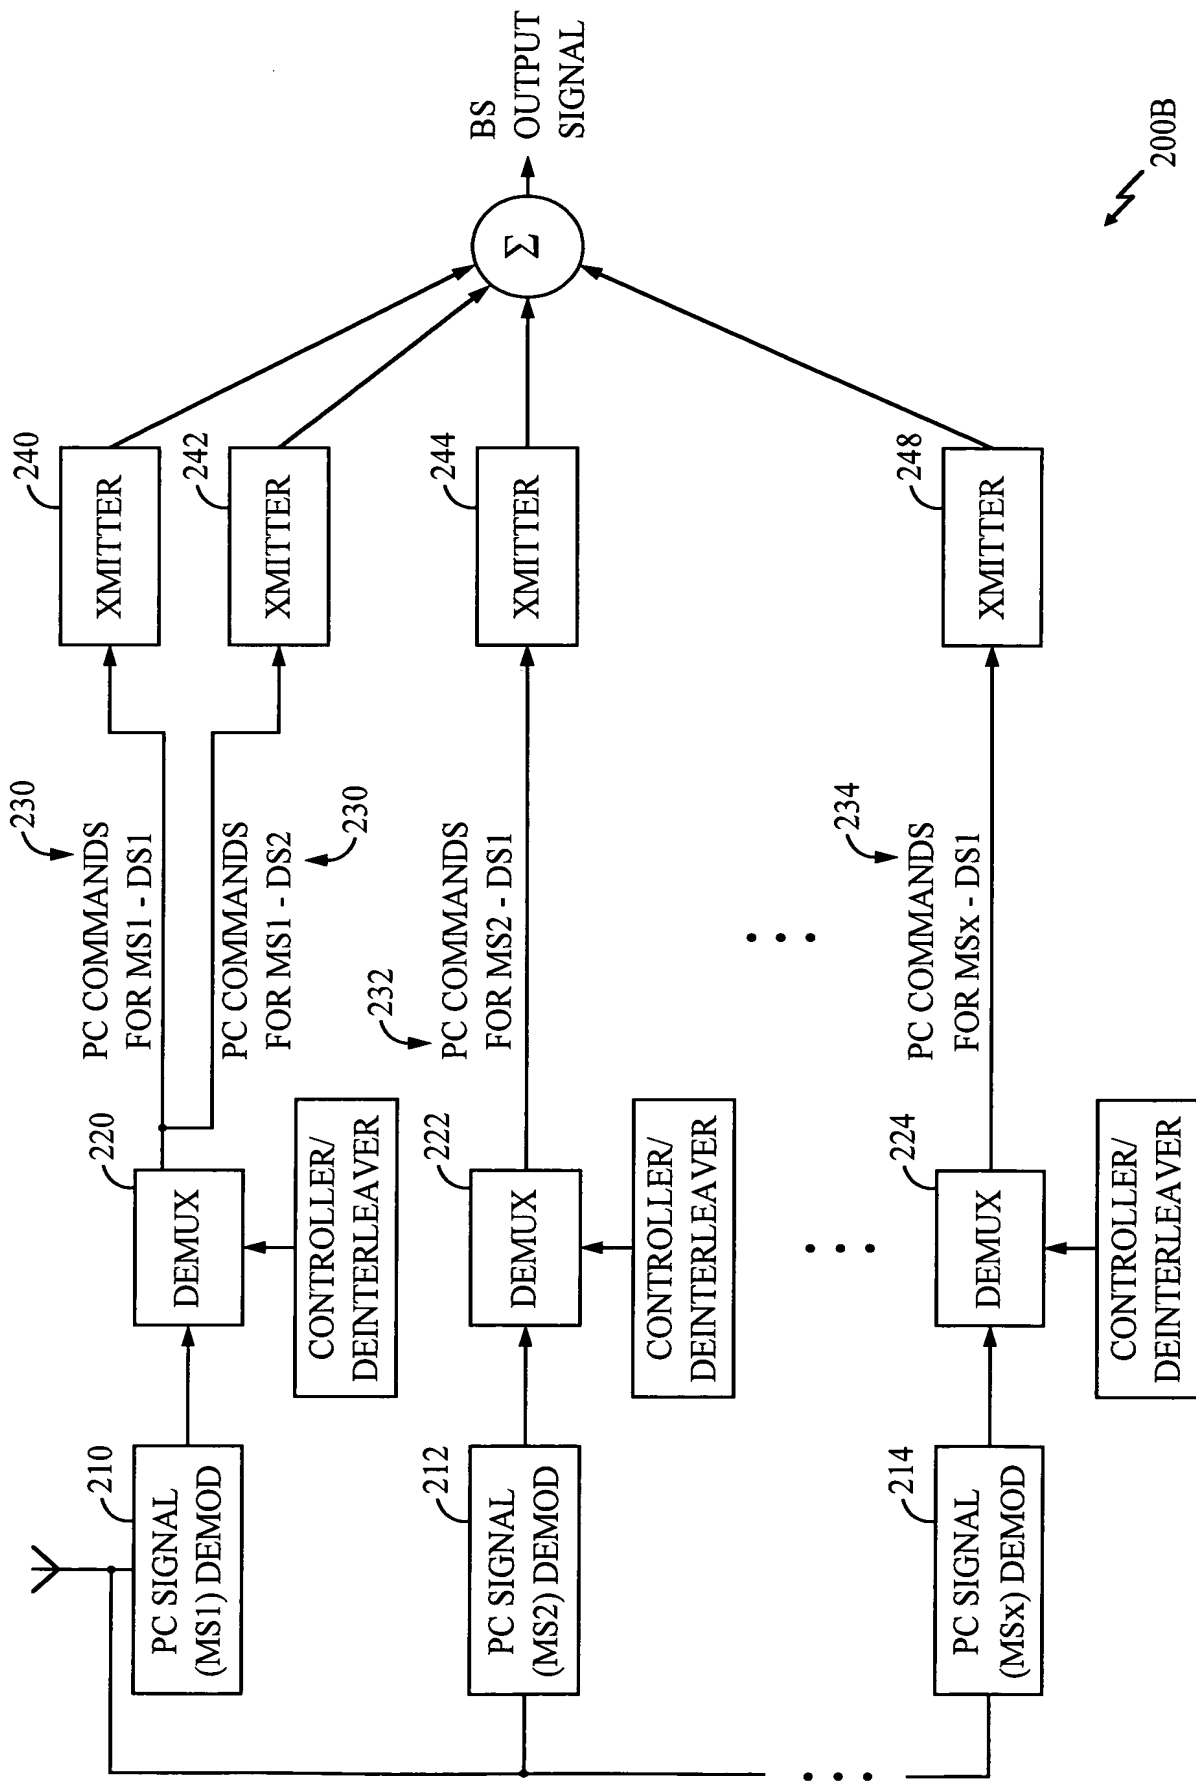 210
PC SIGNAL
(MS1) DEMOD
220
DEMUX
CONTROLLER/
DEINTERLEAVER
230
PC COMMANDS
FOR MS1 - DS1
PC COMMANDS
FOR MS1 - DS2
230
240
XMITTER
242
XMITTER
212
PC SIGNAL
(MS2) DEMOD
222
DEMUX
CONTROLLER/
DEINTERLEAVER
232
PC COMMANDS
FOR MS2 - DS1
244
XMITTER
Σ
BS
OUTPUT
SIGNAL
214
PC SIGNAL
(MSx) DEMOD
224
DEMUX
CONTROLLER/
DEINTERLEAVER
234
PC COMMANDS
FOR MSx - DS1
248
XMITTER
200B